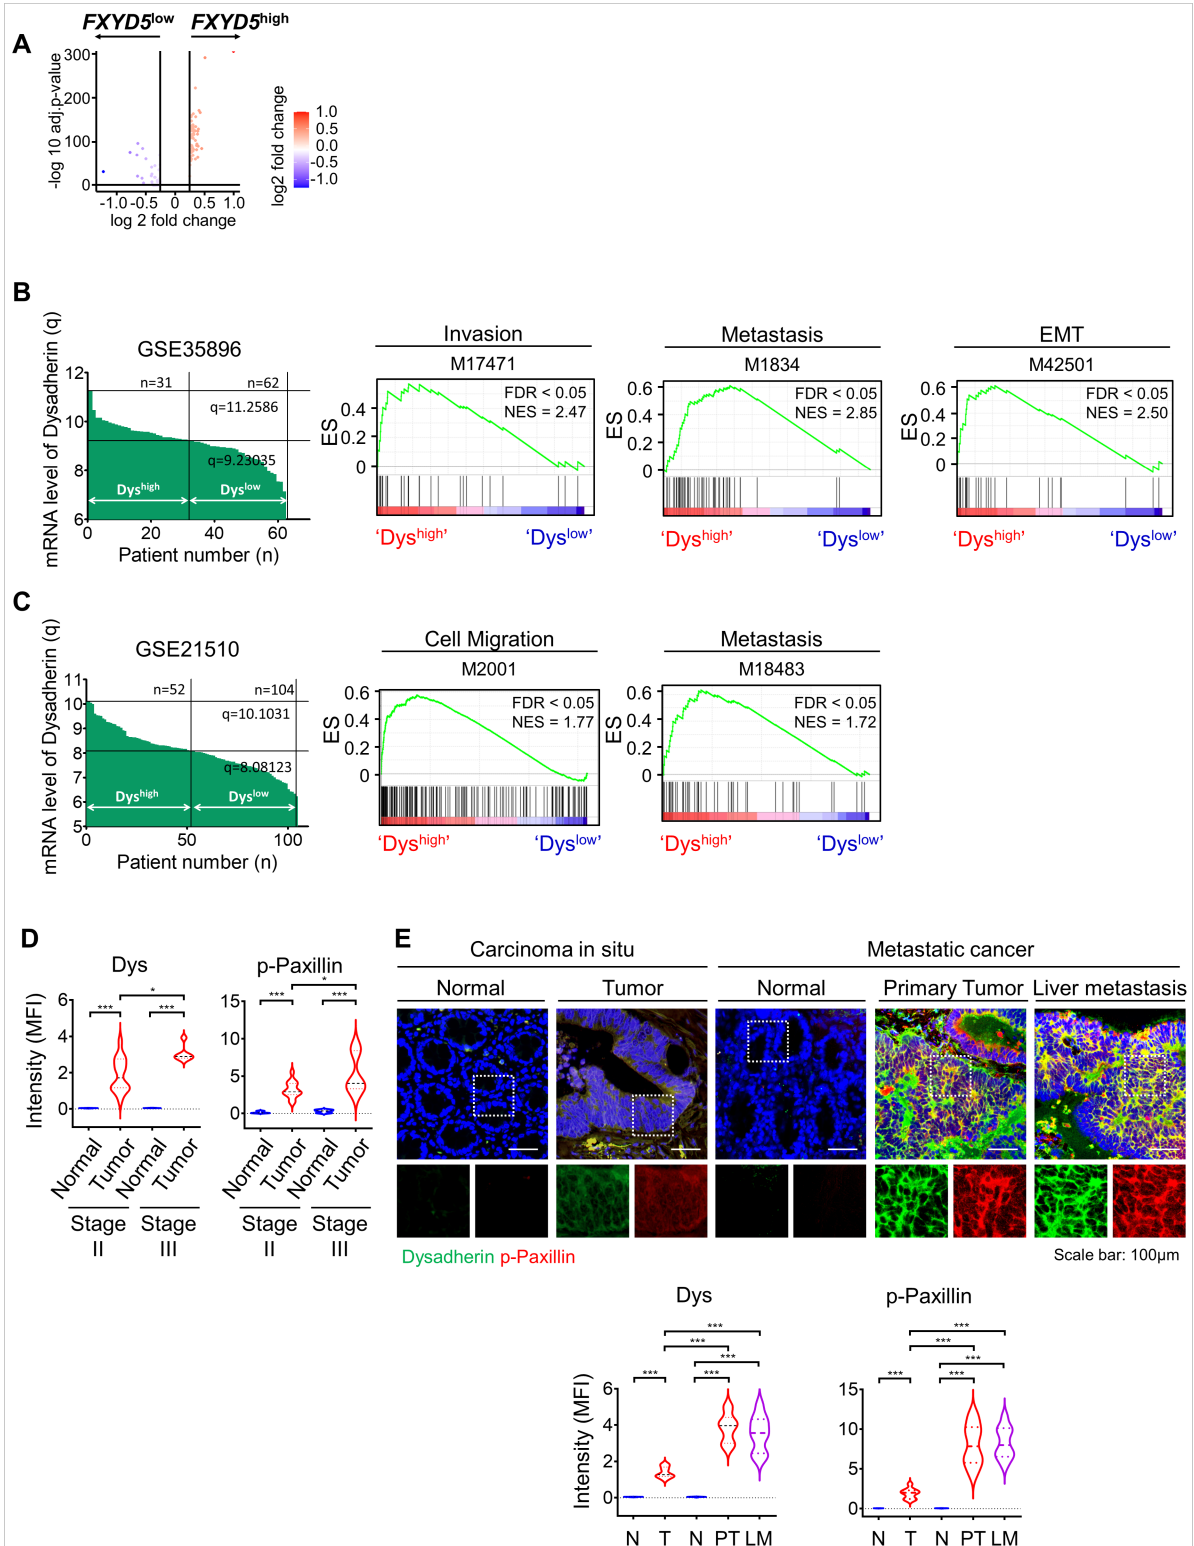 A
FXYD5low FXYD5high
-log 10 adj.p-value
300
200
100
0
-1.0 -0.5 0 0.5 1.0
log 2 fold change
log2 fold change
1.0
0.5
0.0
-0.5
-1.0
B
GSE35896
mRNA level of Dysadherin (q)
12
10
8
6
n=31 n=62
q=11.2586
q=9.23035
Dyshigh Dyslow
0 20 40 60
Patient number (n)
Invasion
M17471
FDR < 0.05
NES = 2.47
ES
0.4
0.2
0
'Dyshigh' 'Dyslow'
Metastasis
M1834
FDR < 0.05
NES = 2.85
ES
0.6
0.4
0.2
0
'Dyshigh' 'Dyslow'
EMT
M42501
FDR < 0.05
NES = 2.50
ES
0.6
0.4
0.2
0
'Dyshigh' 'Dyslow'
C
GSE21510
mRNA level of Dysadherin (q)
11
10
9
8
7
6
5
n=52 n=104
q=10.1031
q=8.08123
Dyshigh Dyslow
0 50 100
Patient number (n)
Cell Migration
M2001
FDR < 0.05
NES = 1.77
ES
0.6
0.4
0.2
0
'Dyshigh' 'Dyslow'
Metastasis
M18483
FDR < 0.05
NES = 1.72
ES
0.6
0.4
0.2
0
'Dyshigh' 'Dyslow'
D
Dys
Intensity (MFI)
6
4
2
0
*
*** ***
Normal Tumor Normal Tumor
Stage II Stage III
p-Paxillin
15
10
5
0
*
*** ***
Normal Tumor Normal Tumor
Stage II Stage III
E
Carcinoma in situ Metastatic cancer
Normal Tumor Normal Primary Tumor Liver metastasis
Dysadherin p-Paxillin
Scale bar: 100μm
Dys
Intensity (MFI)
6
4
2
0
***
***
***
*** ***
N T N PT LM
p-Paxillin
15
10
5
0
***
***
***
*** ***
N T N PT LM